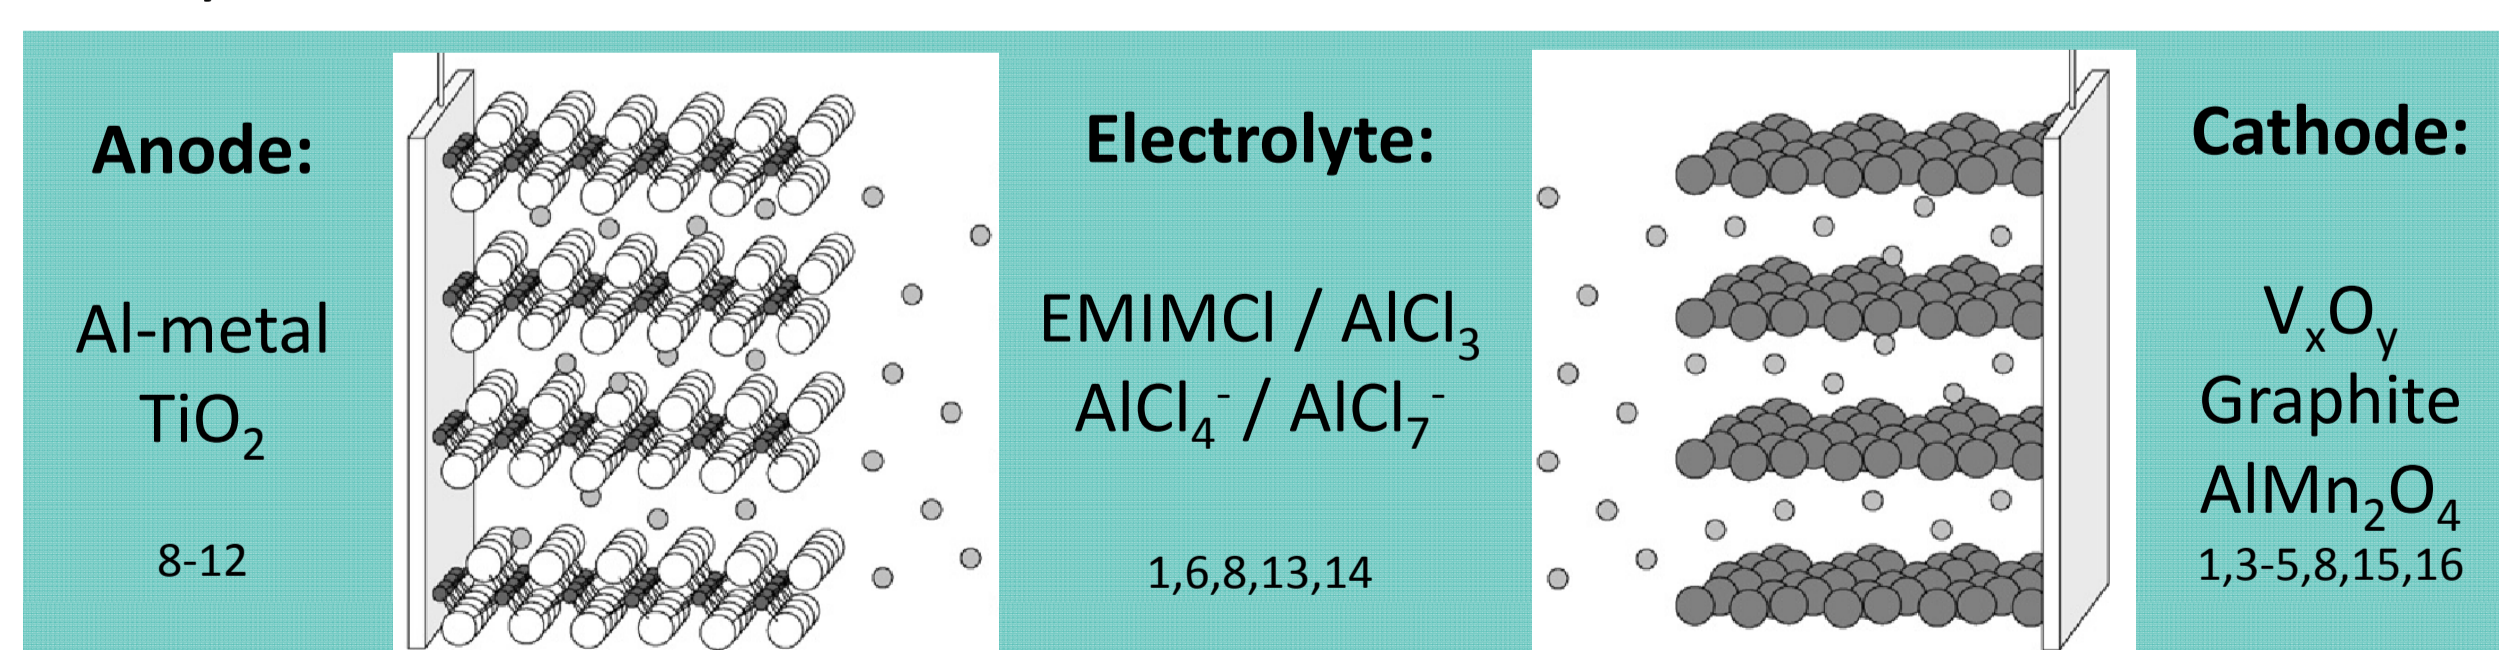 Anode:
Al-metal
TiO₂
8-12
Electrolyte:
EMIMCl / AlCl₃
AlCl₄⁻/ AlCl₇⁻
1,6,8,13,14
Cathode:
VₓOᵧ
Graphite
AlMn₂O₄
1,3-5,8,15,16